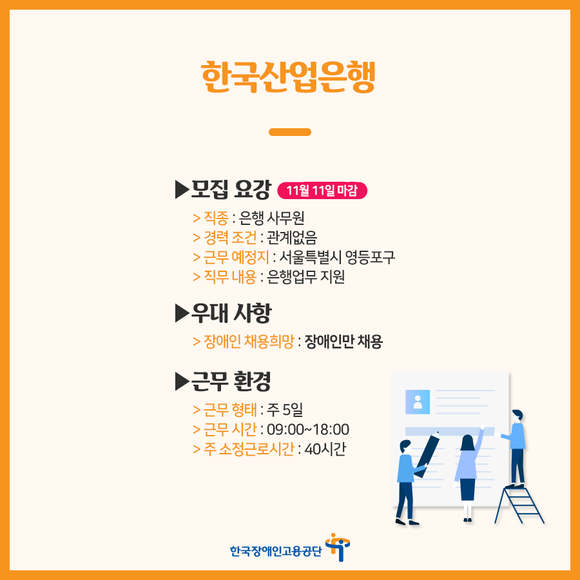 한국산업은행
▶모집 요강 11월 11일 마감
> 직종 : 은행 사무원
> 경력 조건 : 관계없음
> 근무 예정지 : 서울특별시 영등포구
> 직무 내용 : 은행업무 지원
▶우대 사항
> 장애인 채용희망 : 장애인만 채용
▶근무 환경
> 근무 형태 : 주 5일
> 근무 시간 : 09:00~18:00
> 주 소정근로시간 : 40시간
한국장애인고용공단